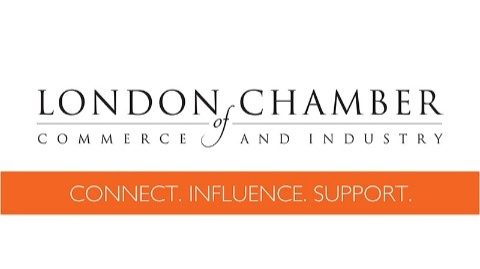 LONDON CHAMBER
of
COMMERCE AND INDUSTRY
CONNECT. INFLUENCE. SUPPORT.